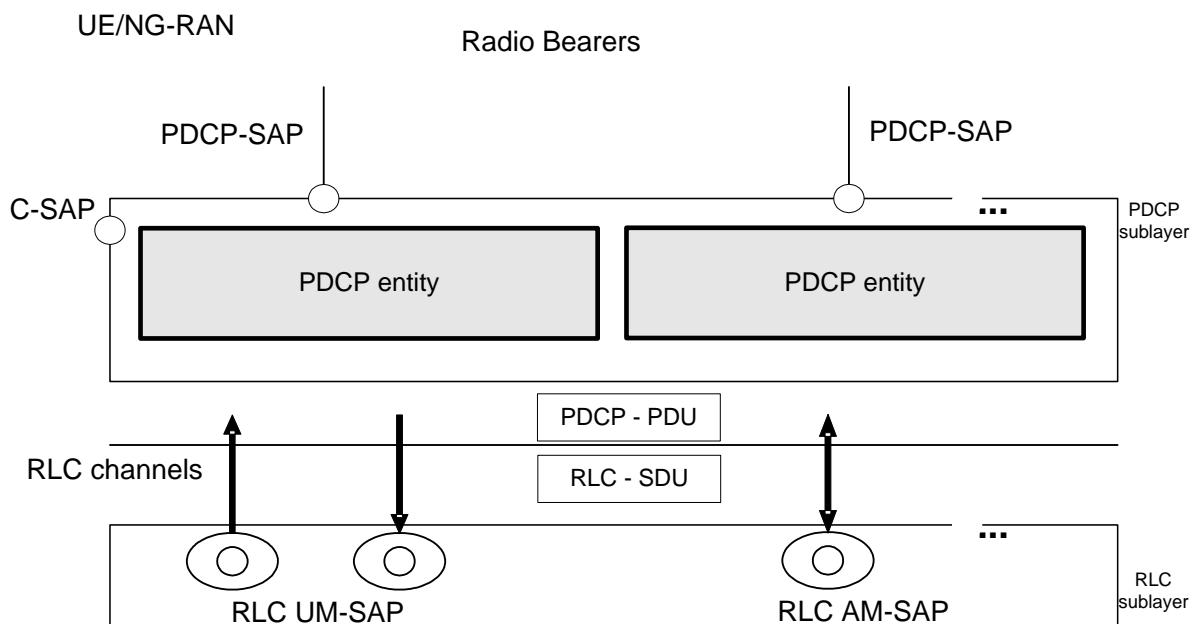 UE/NG-RAN
Radio Bearers
PDCP-SAP
PDCP-SAP
C-SAP
...
PDCP
sublayer
PDCP entity
PDCP entity
PDCP - PDU
RLC channels
RLC - SDU
...
RLC UM-SAP
RLC AM-SAP
RLC
sublayer